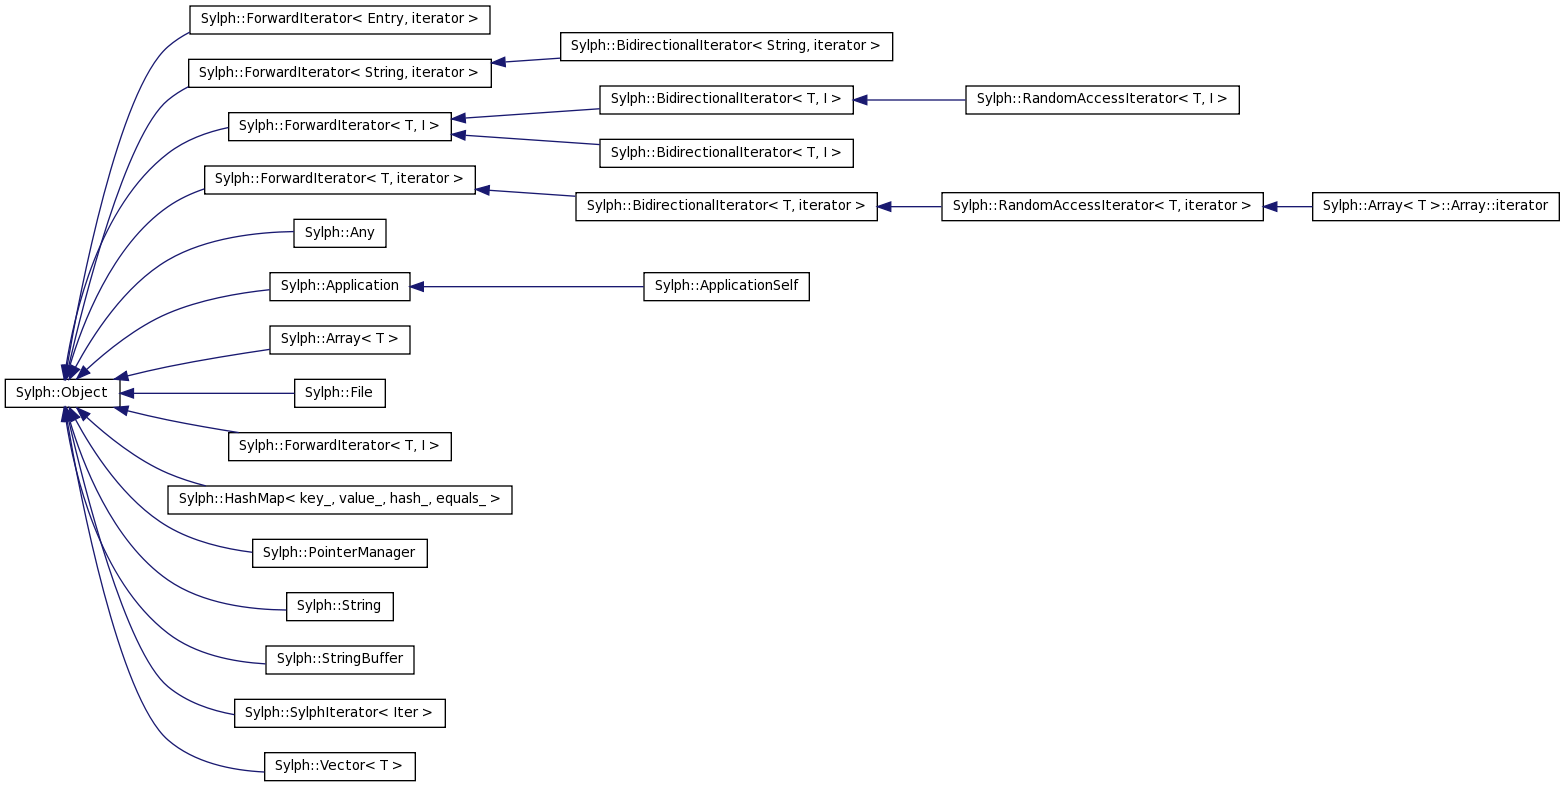 Sylph::ForwardIterator< Entry, iterator >
Sylph::BidirectionalIterator< String, iterator >
Sylph::ForwardIterator< String, iterator >
Sylph::BidirectionalIterator< T, I >
Sylph::RandomAccessIterator< T, I >
Sylph::ForwardIterator< T, I >
Sylph::BidirectionalIterator< T, I >
Sylph::ForwardIterator< T, iterator >
Sylph::BidirectionalIterator< T, iterator >
Sylph::RandomAccessIterator< T, iterator >
Sylph::Array< T >::Array::iterator
Sylph::Any
Sylph::Application
Sylph::ApplicationSelf
Sylph::Array< T >
Sylph::Object
Sylph::File
Sylph::ForwardIterator< T, I >
Sylph::HashMap< key_, value_, hash_, equals_ >
Sylph::PointerManager
Sylph::String
Sylph::StringBuffer
Sylph::SylphIterator< Iter >
Sylph::Vector< T >